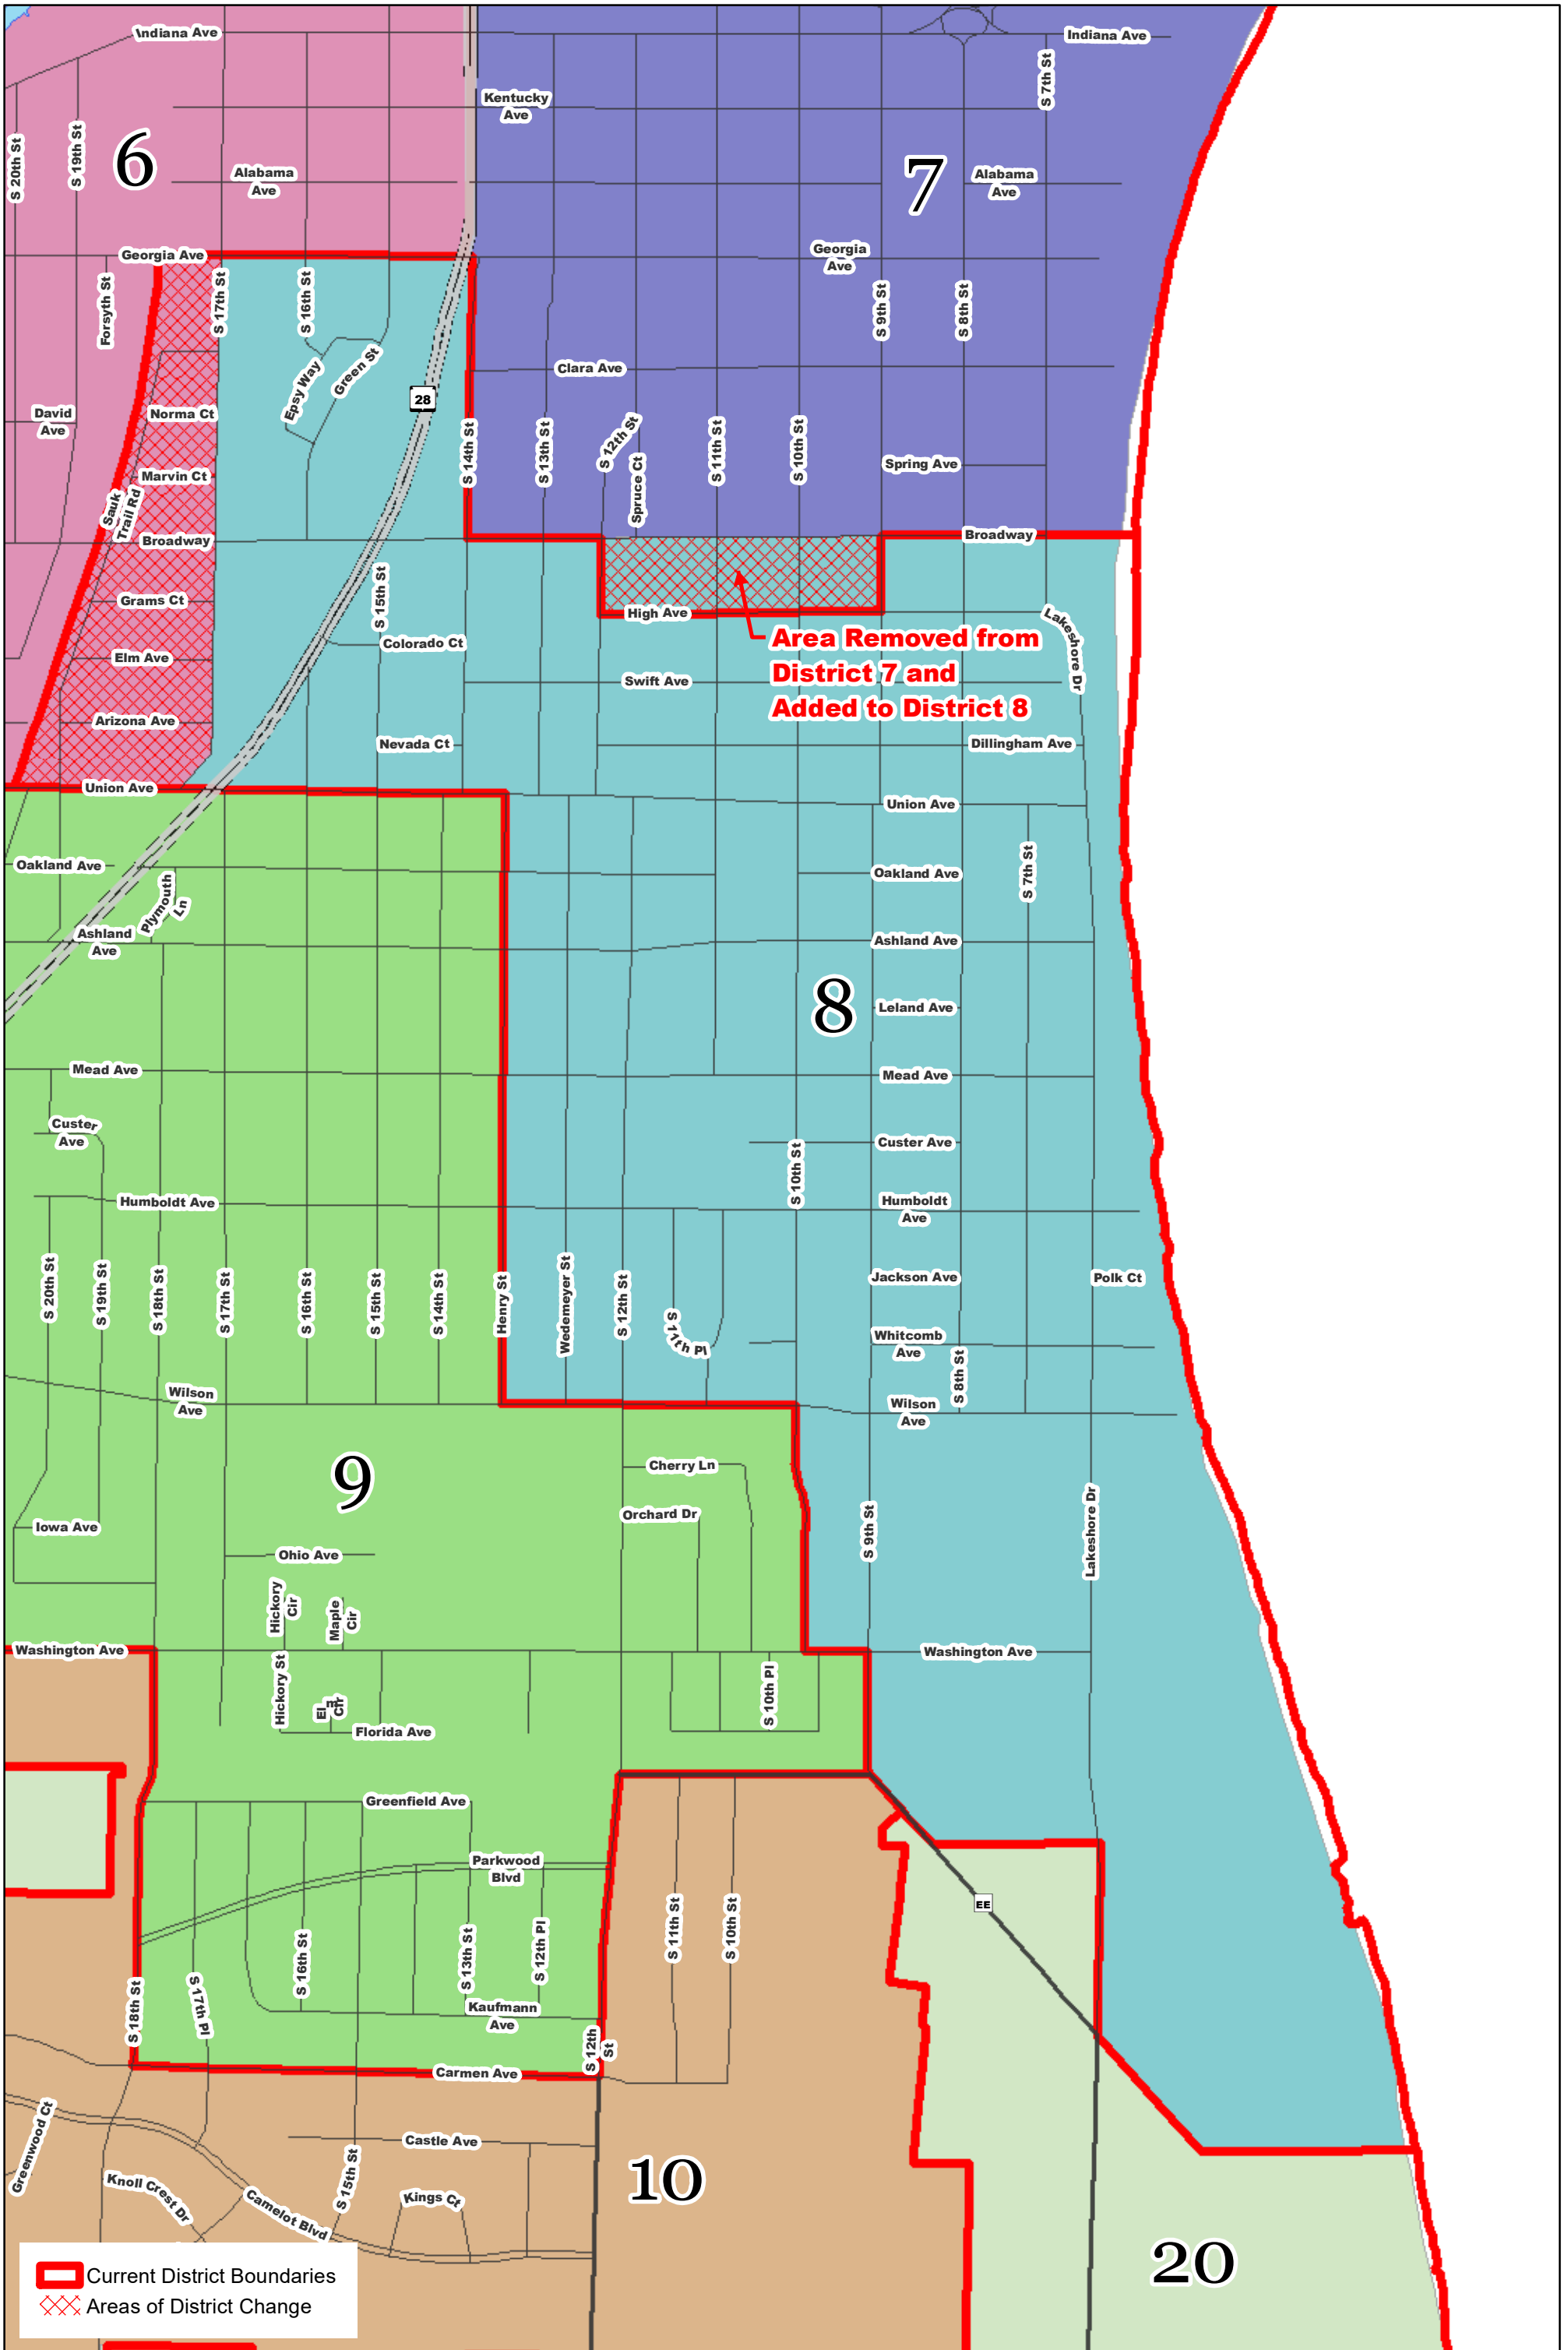 Indiana Ave
Indiana Ave
S 7th St
Kentucky
Ave
S 20th St
S 19th St
6
7
Alabama
Ave
Alabama
Ave
Georgia Ave
Georgia
Ave
Forsyth St
S 17th St
S 16th St
S 9th St
S 8th St
Epsy Way
Green St
Clara Ave
28
David
Ave
Norma Ct
S 14th St
S 13th St
S 12th St
Spruce Ct
S 11th St
S 10th St
Spring Ave
Marvin Ct
Sauk
Trail Rd
Broadway
Broadway
S 15th St
Grams Ct
High Ave
Lakeshore Dr
Colorado Ct
Area Removed from
District 7 and
Added to District 8
Elm Ave
Swift Ave
Arizona Ave
Nevada Ct
Dillingham Ave
Union Ave
Union Ave
Oakland Ave
Oakland Ave
S 7th St
Plymouth
Ln
Ashland
Ave
Ashland Ave
8
Leland Ave
Mead Ave
Mead Ave
Custer
Ave
Custer Ave
S 10th St
Humboldt Ave
Humboldt
Ave
S 20th St
S 19th St
S 18th St
S 17th St
S 16th St
S 15th St
S 14th St
Henry St
Wedemeyer St
S 12th St
S 11th Pl
Jackson Ave
Polk Ct
Whitcomb
Ave
S 8th St
Wilson
Ave
Wilson
Ave
9
Cherry Ln
Orchard Dr
S 9th St
Lakeshore Dr
Iowa Ave
Ohio Ave
Hickory
Cir
Maple
Cir
Washington Ave
Washington Ave
Hickory St
Elm
Cir
S 10th Pl
Florida Ave
Greenfield Ave
Parkwood
Blvd
EE
S 18th St
S 17th Pl
S 16th St
S 13th St
S 12th Pl
S 11th St
S 10th St
Kaufmann
Ave
S 12th
St
Carmen Ave
Greenwood Ct
Castle Ave
Knoll Crest Dr
S 15th St
Camelot Blvd
Kings Ct
10
20
Current District Boundaries
Areas of District Change